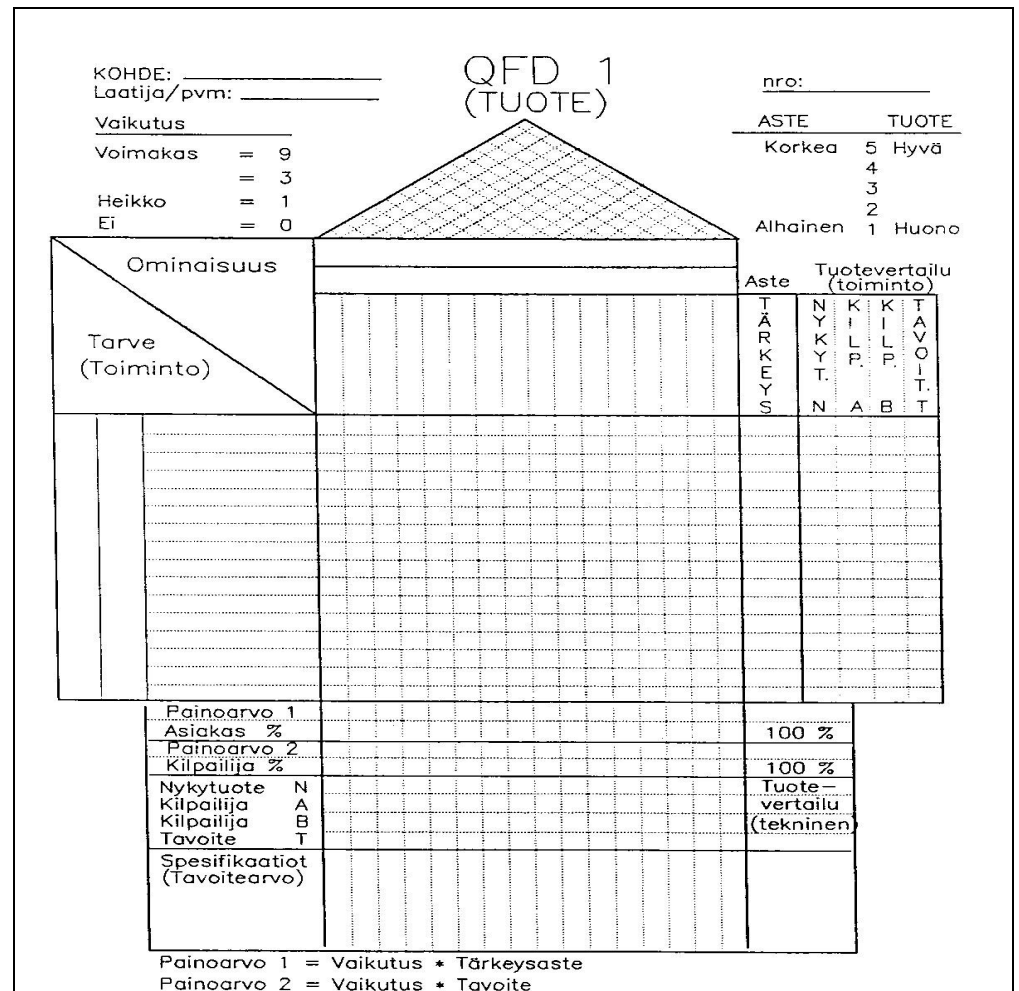 QFD 1
(TUOTE)
KOHDE:
Laatija/pvm:
nro:
Vaikutus
Voimakas = 9
= 3
Heikko = 1
Ei = 0
ASTE TUOTE
Korkea 5 Hyvä
4
3
2
Alhainen 1 Huono
Ominaisuus
Tarve
(Toiminto)
Aste
TÄRKEYS
Tuotevertailu
(toiminto)
NYKYT. N
KILP. A
KILP. B
TAVOIT. T
Painoarvo 1
Asiakas % 100 %
Painoarvo 2
Kilpailija % 100 %
Nykytuote N
Kilpailija A
Kilpailija B
Tavoite T
Tuote-
vertailu
(tekninen)
Spesifikaatiot
(Tavoitearvo)
Painoarvo 1 = Vaikutus * Tärkeysaste
Painoarvo 2 = Vaikutus * Tavoite